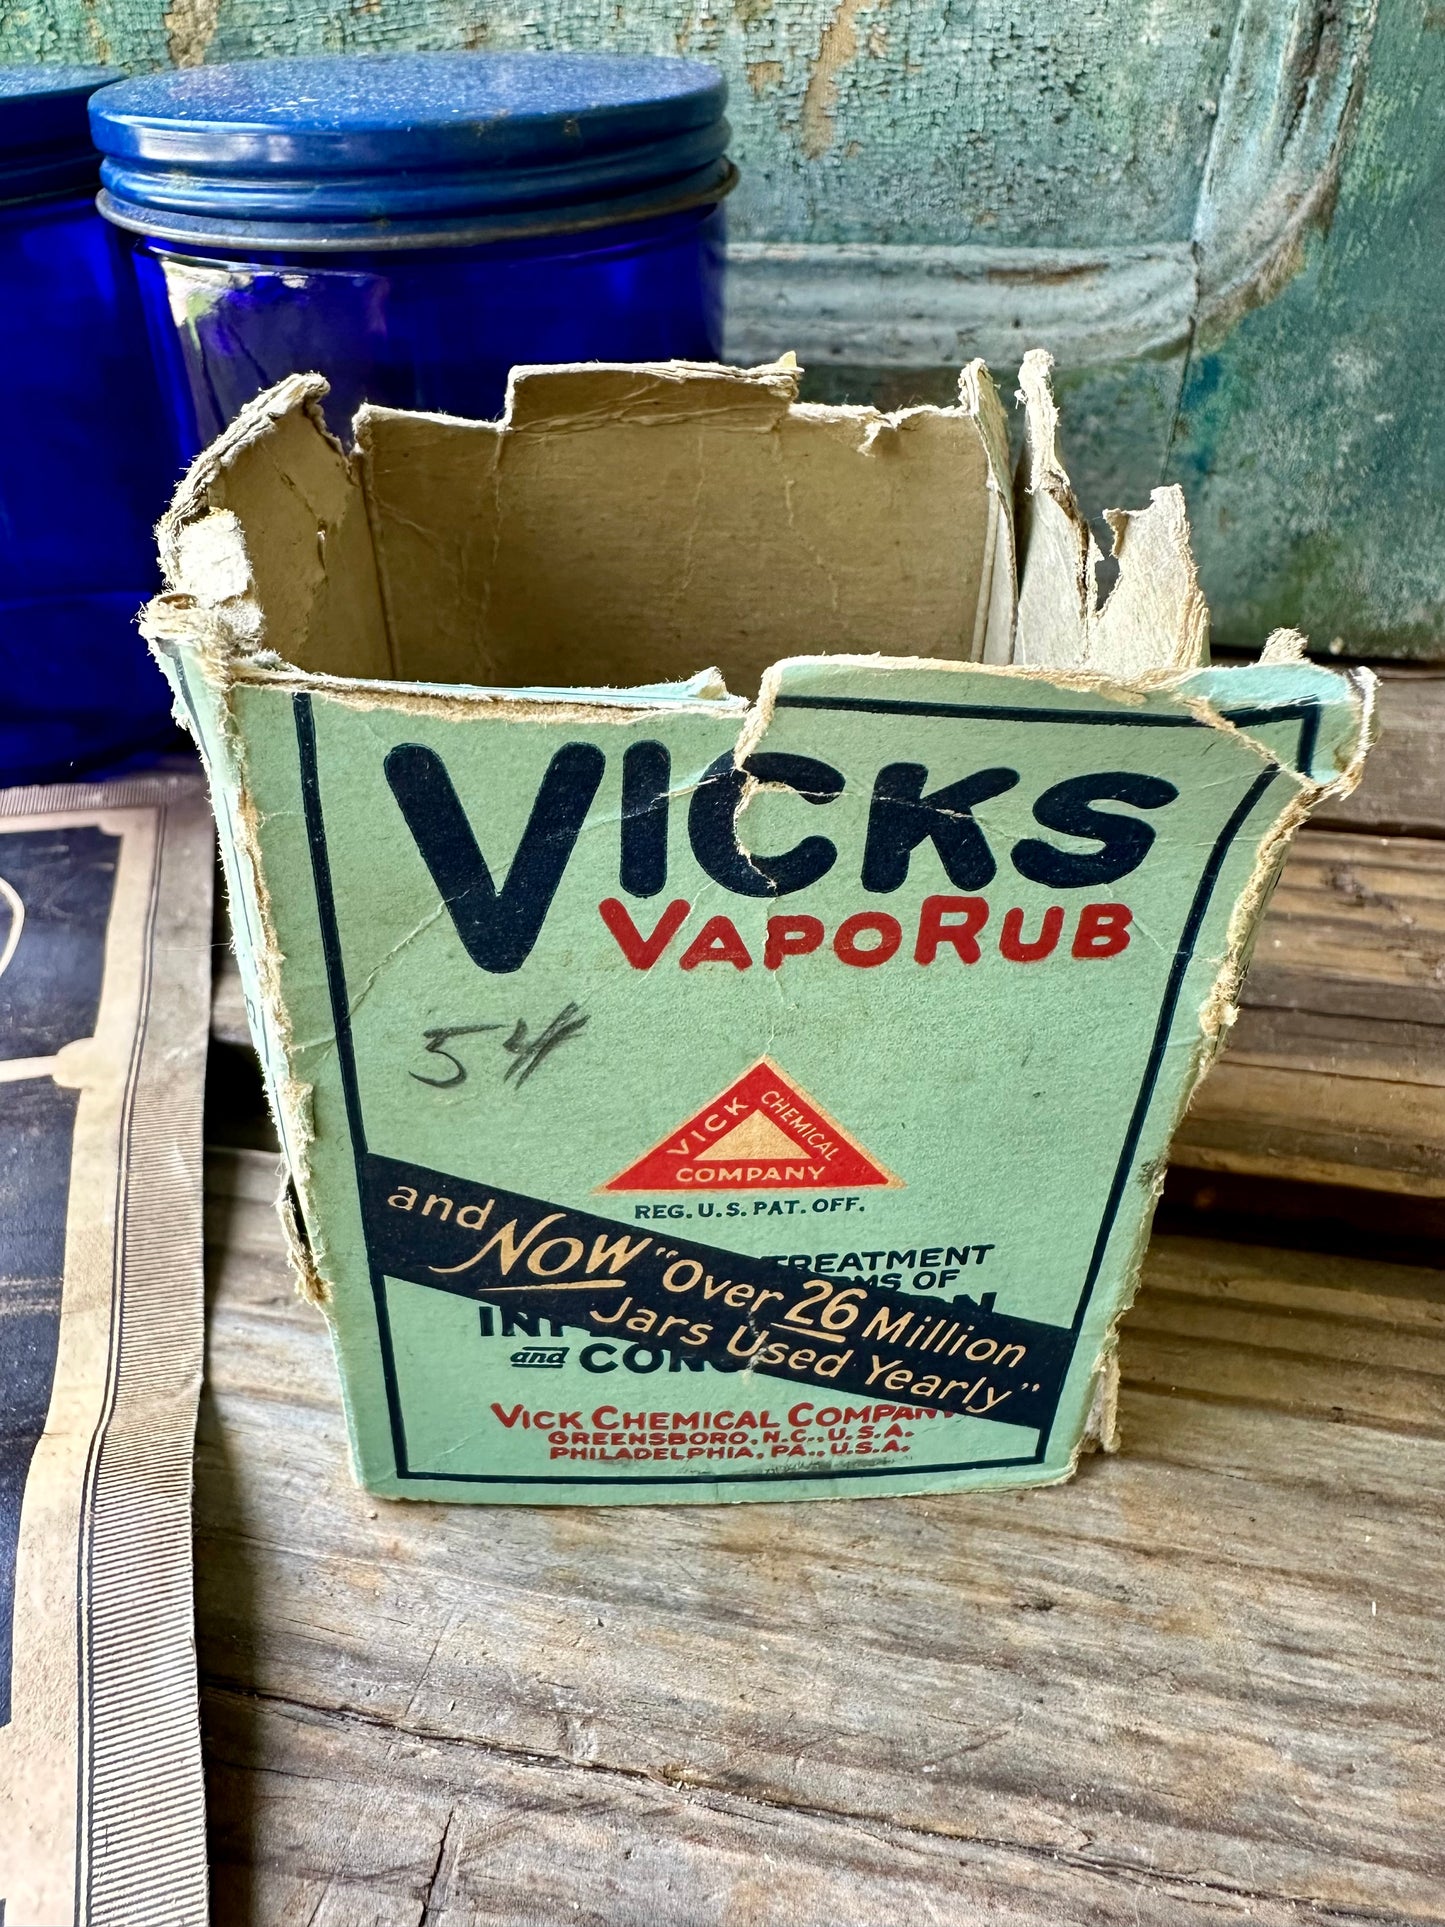 VICKS
VAPORUB
54
VICK CHEMICAL
COMPANY
REG. U.S. PAT. OFF.
TREATMENT
OF
and NOW "Over 26 Million
Jars Used Yearly"
and
VICK CHEMICAL COMPANY
GREENSBORO, N.C., U.S.A.
PHILADELPHIA, PA., U.S.A.